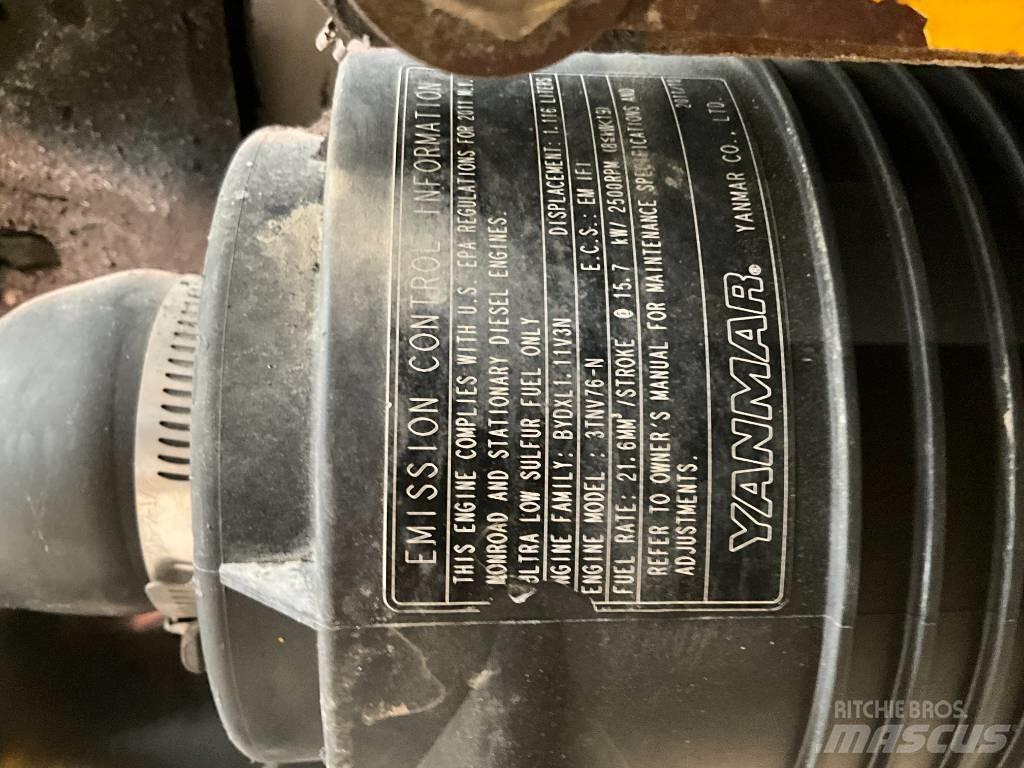 EMISSION CONTROL INFORMATION
THIS ENGINE COMPLIES WITH U.S. EPA REGULATIONS FOR 2011 M.Y.
NONROAD AND STATIONARY DIESEL ENGINES.
ULTRA LOW SULFUR FUEL ONLY
NGINE FAMILY: BYDXL1.11V3N DISPLACEMENT: 1.116 LITERS
ENGINE MODEL : 3TNV76-N E.C.S.: EM IFI
FUEL RATE: 21.6MM³/STROKE @ 15.7 kW/ 2500RPM
REFER TO OWNER'S MANUAL FOR MAINTENANCE SPECIFICATIONS AND
ADJUSTMENTS.
YANMAR® YANMAR CO., LTD.
RITCHIE BROS.
MASCUS